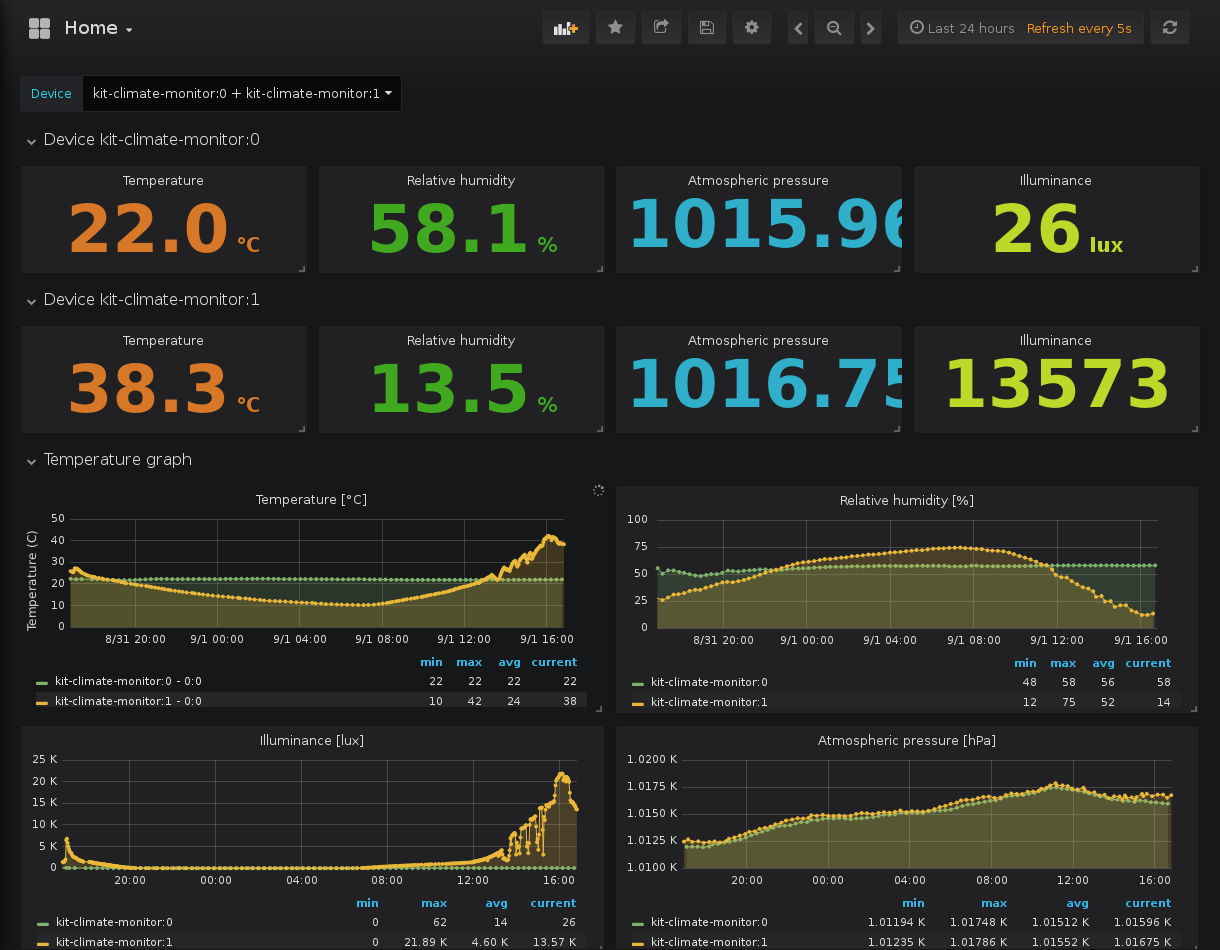 Home
Last 24 hours Refresh every 5s
Device kit-climate-monitor:0 + kit-climate-monitor:1
Device kit-climate-monitor:0
Temperature Relative humidity Atmospheric pressure Illuminance
22.0 °C 58.1 % 1015.96 26 lux
Device kit-climate-monitor:1
Temperature Relative humidity Atmospheric pressure Illuminance
38.3 °C 13.5 % 1016.75 13573
Temperature graph
Temperature [°C]
Temperature (C)
50
40
30
20
10
0
8/31 20:00 9/1 00:00 9/1 04:00 9/1 08:00 9/1 12:00 9/1 16:00
min max avg current
kit-climate-monitor:0 - 0:0 22 22 22 22
kit-climate-monitor:1 - 0:0 10 42 24 38
Relative humidity [%]
100
75
50
25
0
8/31 20:00 9/1 00:00 9/1 04:00 9/1 08:00 9/1 12:00 9/1 16:00
min max avg current
kit-climate-monitor:0 48 58 56 58
kit-climate-monitor:1 12 75 52 14
Illuminance [lux]
25 K
20 K
15 K
10 K
5 K
0
20:00 00:00 04:00 08:00 12:00 16:00
min max avg current
kit-climate-monitor:0 0 62 14 26
kit-climate-monitor:1 0 21.89 K 4.60 K 13.57 K
Atmospheric pressure [hPa]
1.0200 K
1.0175 K
1.0150 K
1.0125 K
1.0100 K
20:00 00:00 04:00 08:00 12:00 16:00
min max avg current
kit-climate-monitor:0 1.01194 K 1.01748 K 1.01512 K 1.01596 K
kit-climate-monitor:1 1.01235 K 1.01786 K 1.01552 K 1.01675 K